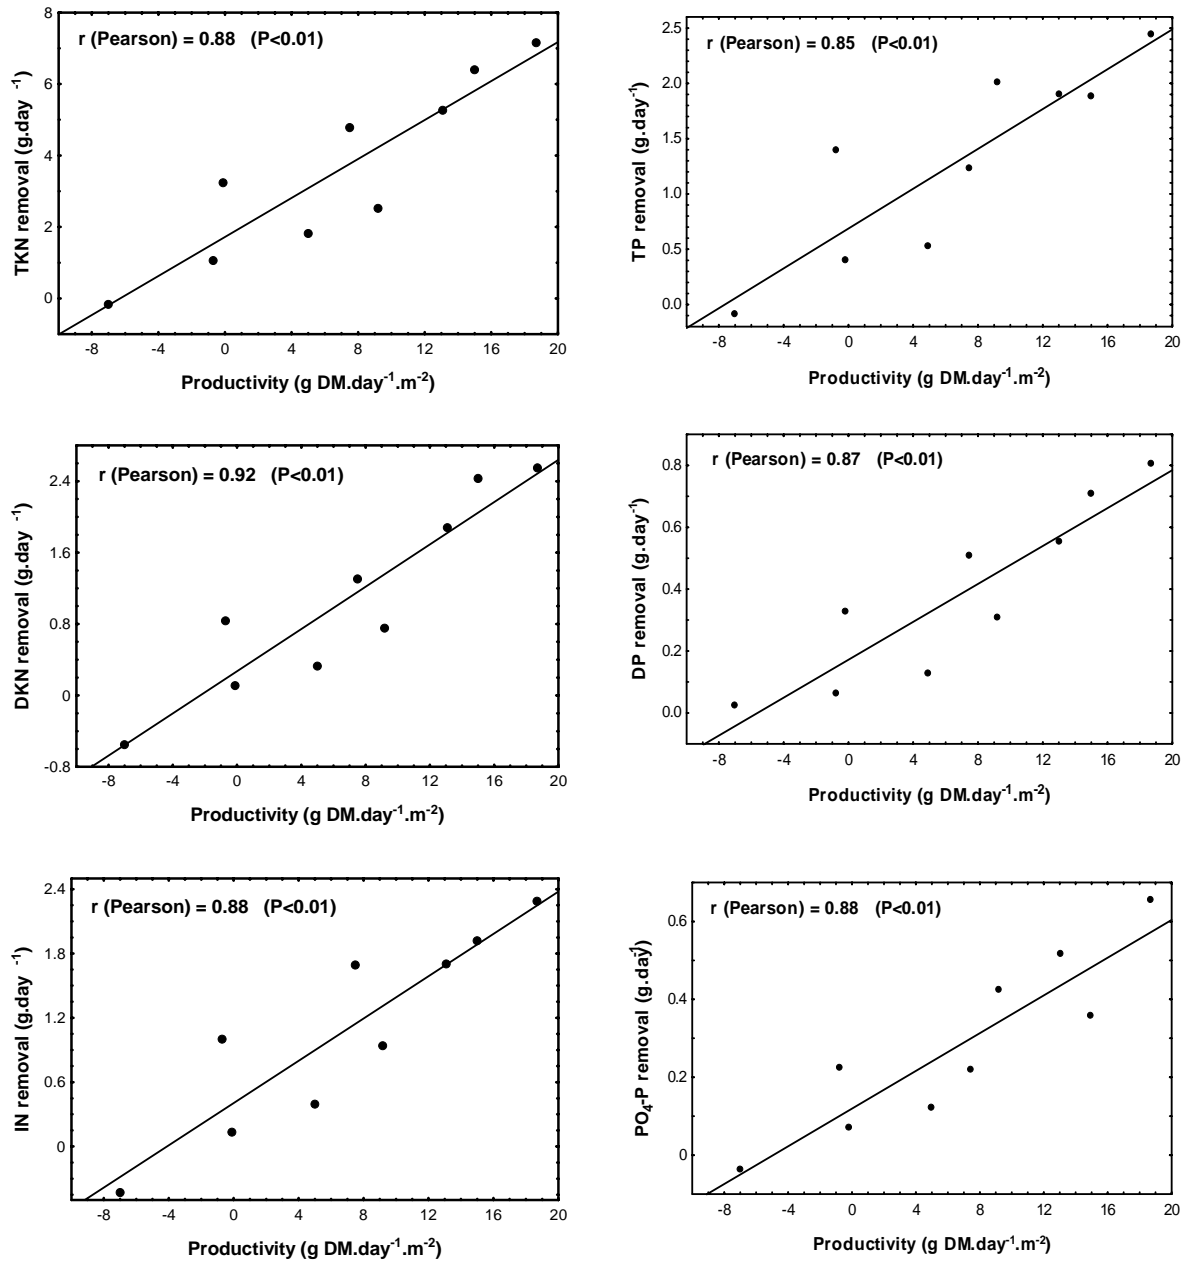 r (Pearson) = 0.88 (P<0.01)
TKN removal (g.day ⁻¹)
8
6
4
2
0
-8 -4 0 4 8 12 16 20
Productivity (g DM.day⁻¹.m⁻²)
r (Pearson) = 0.85 (P<0.01)
TP removal (g.day⁻¹)
2.5
2.0
1.5
1.0
0.5
0.0
-8 -4 0 4 8 12 16 20
Productivity (g DM.day⁻¹.m⁻²)
r (Pearson) = 0.92 (P<0.01)
DKN removal (g.day ⁻¹)
2.4
1.6
0.8
0
-0.8
-8 -4 0 4 8 12 16 20
Productivity (g DM.day⁻¹.m⁻²)
r (Pearson) = 0.87 (P<0.01)
DP removal (g.day⁻¹)
0.8
0.6
0.4
0.2
0.0
-8 -4 0 4 8 12 16 20
Productivity (g DM.day⁻¹.m⁻²)
r (Pearson) = 0.88 (P<0.01)
IN removal (g.day ⁻¹)
2.4
1.8
1.2
0.6
0
-8 -4 0 4 8 12 16 20
Productivity (g DM.day⁻¹.m⁻²)
r (Pearson) = 0.88 (P<0.01)
PO₄-P removal (g.day⁻¹)
0.6
0.4
0.2
0
-8 -4 0 4 8 12 16 20
Productivity (g DM.day⁻¹.m⁻²)